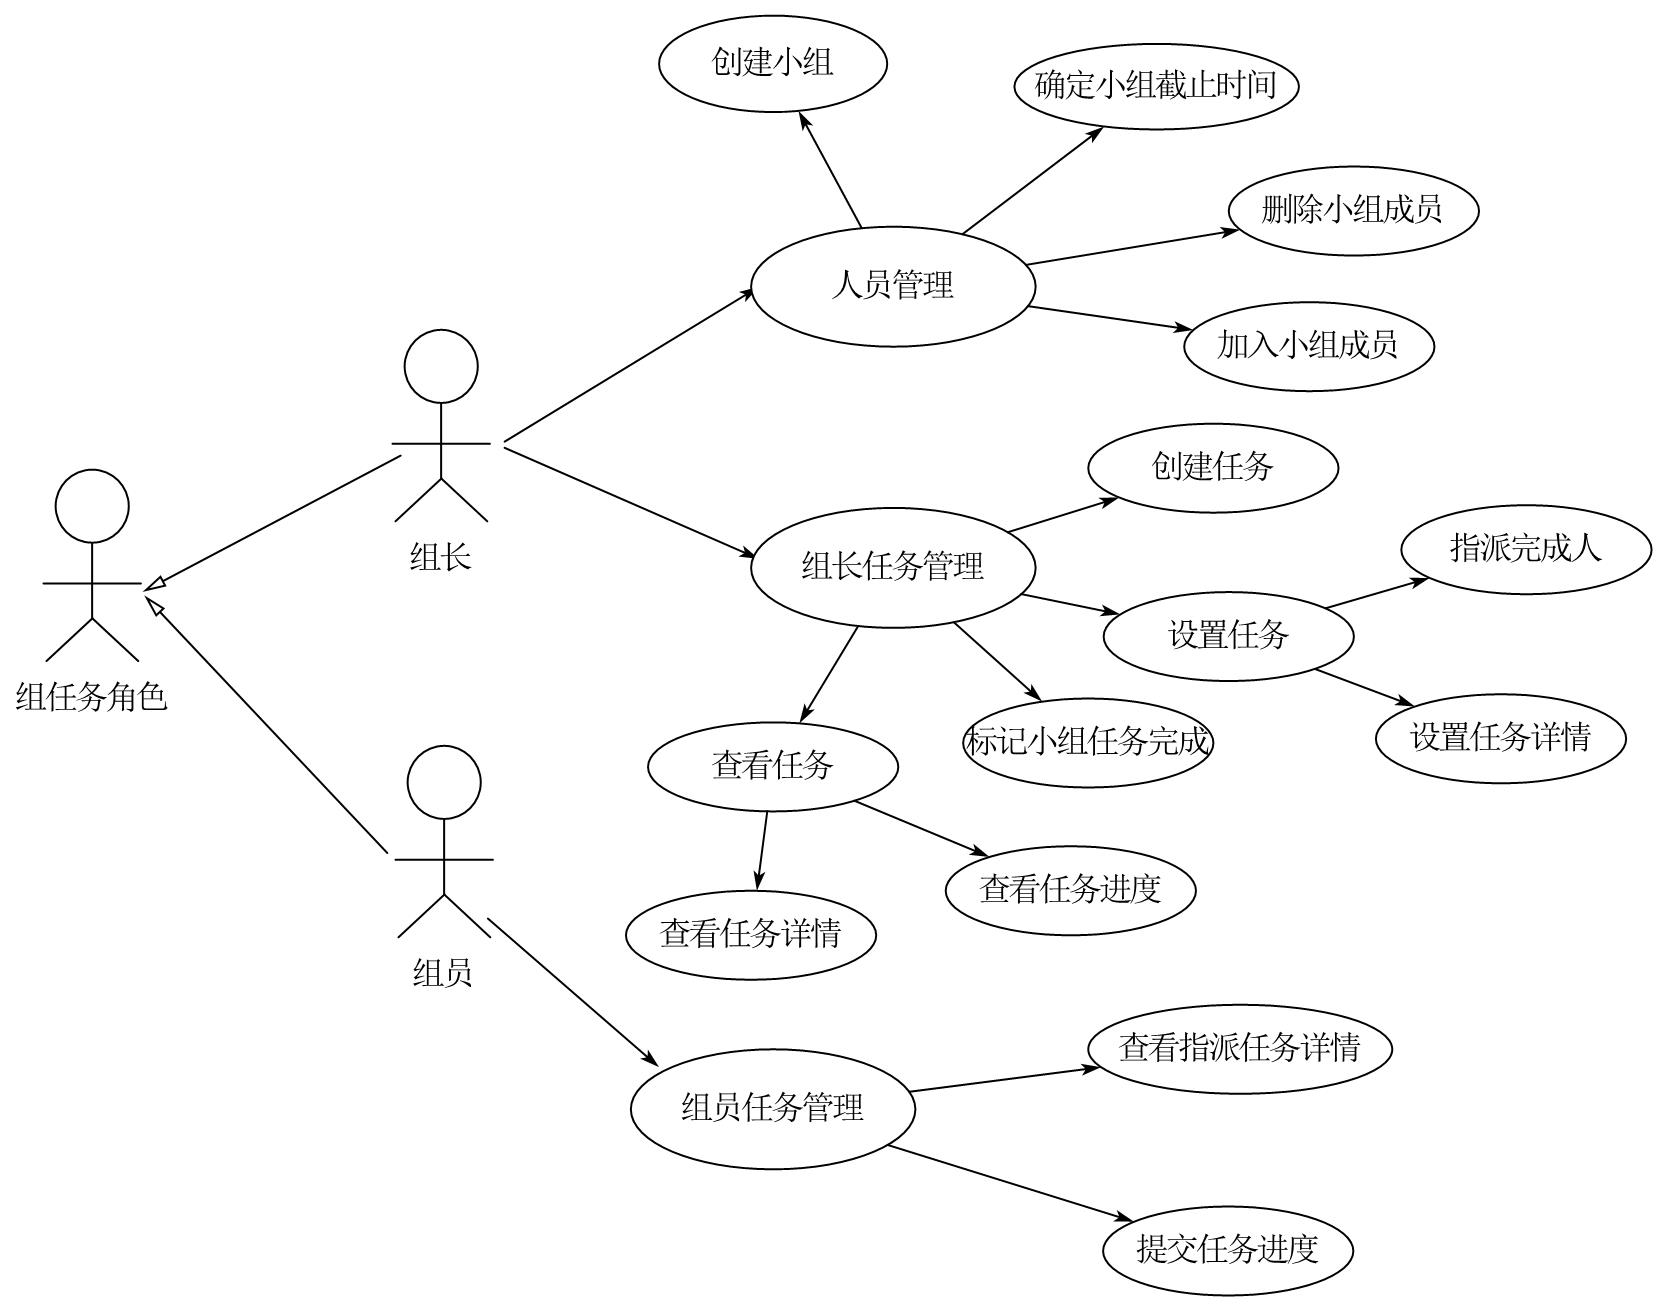 创建小组
确定小组截止时间
删除小组成员
人员管理
加入小组成员
创建任务
组长
组长任务管理
指派完成人
设置任务
组任务角色
标记小组任务完成
设置任务详情
查看任务
查看任务进度
查看任务详情
组员
查看指派任务详情
组员任务管理
提交任务进度